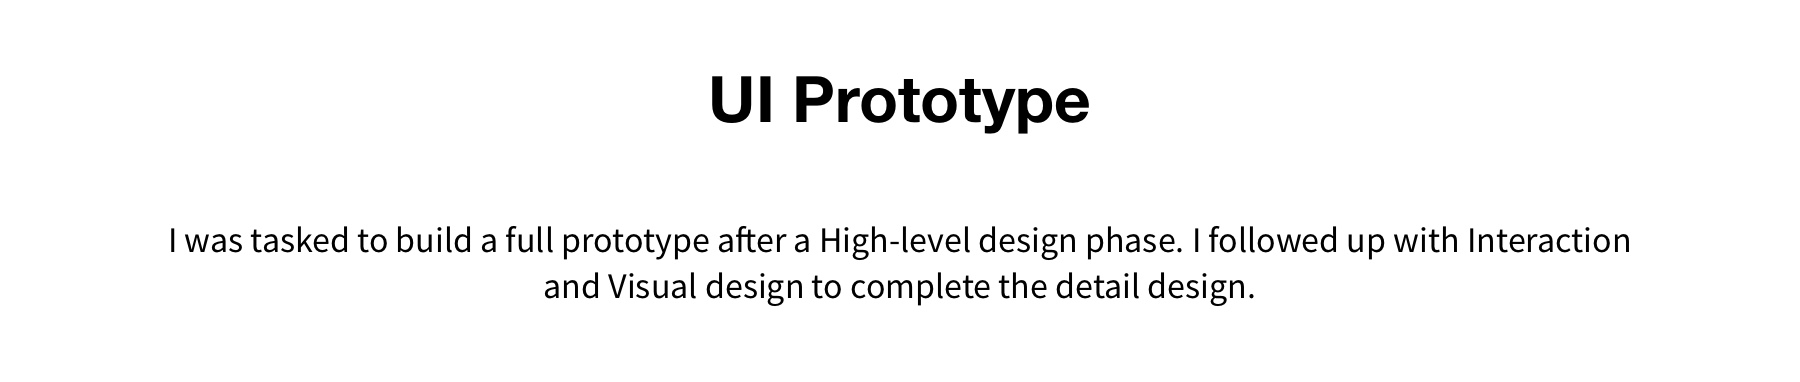 UI Prototype
I was tasked to build a full prototype after a High-level design phase. I followed up with Interaction
and Visual design to complete the detail design.